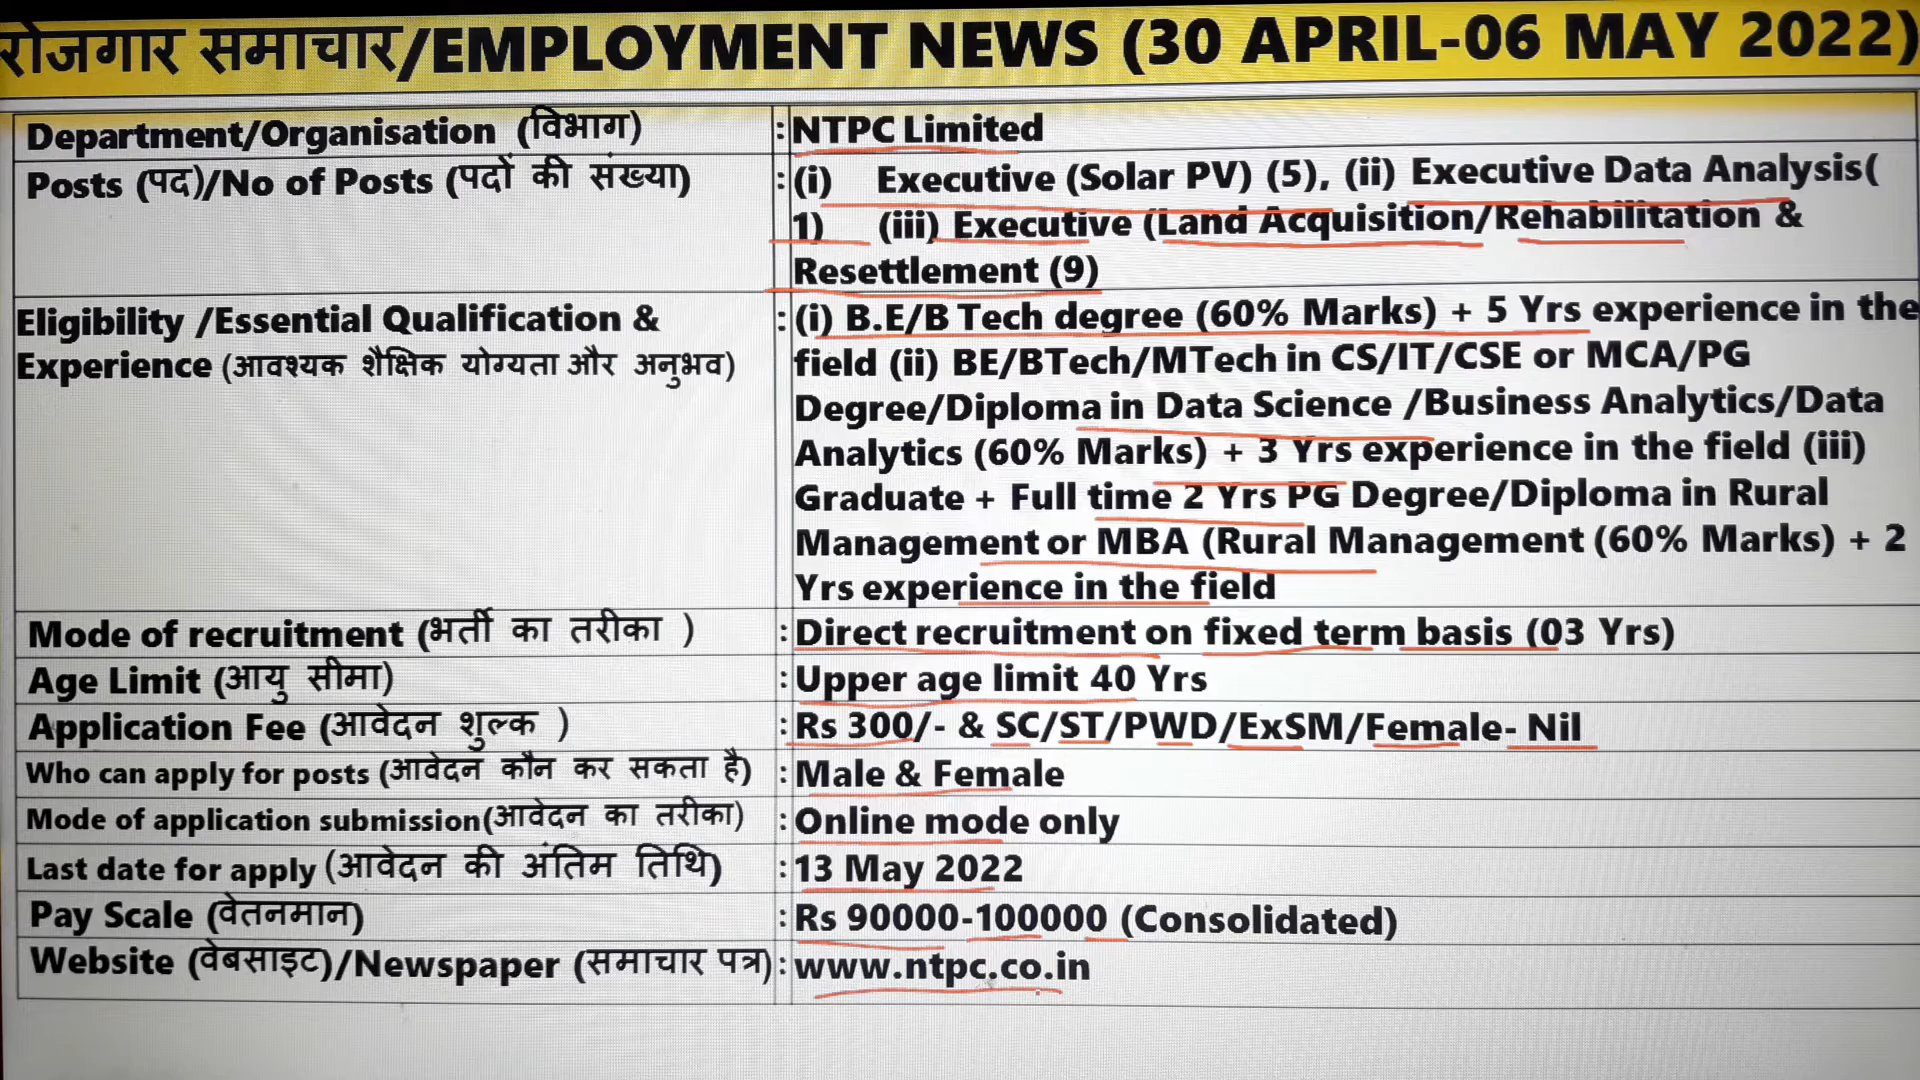 रोजगार समाचार/EMPLOYMENT NEWS (30 APRIL-06 MAY 2022)
Department/Organisation (विभाग) : NTPC Limited
Posts (पद)/No of Posts (पदों की संख्या) : (i) Executive (Solar PV) (5), (ii) Executive Data Analysis(
1) (iii) Executive (Land Acquisition/Rehabilitation &
Resettlement (9)
Eligibility /Essential Qualification &
Experience (आवश्यक शैक्षिक योग्यता और अनुभव)
: (i) B.E/B Tech degree (60% Marks) + 5 Yrs experience in the
field (ii) BE/BTech/MTech in CS/IT/CSE or MCA/PG
Degree/Diploma in Data Science /Business Analytics/Data
Analytics (60% Marks) + 3 Yrs experience in the field (iii)
Graduate + Full time 2 Yrs PG Degree/Diploma in Rural
Management or MBA (Rural Management (60% Marks) + 2
Yrs experience in the field
Mode of recruitment (भर्ती का तरीका ) : Direct recruitment on fixed term basis (03 Yrs)
Age Limit (आयु सीमा) : Upper age limit 40 Yrs
Application Fee (आवेदन शुल्क ) : Rs 300/- & SC/ST/PWD/ExSM/Female- Nil
Who can apply for posts (आवेदन कौन कर सकता है) : Male & Female
Mode of application submission(आवेदन का तरीका) : Online mode only
Last date for apply (आवेदन की अंतिम तिथि) : 13 May 2022
Pay Scale (वेतनमान) : Rs 90000-100000 (Consolidated)
Website (वेबसाइट)/Newspaper (समाचार पत्र) : www.ntpc.co.in